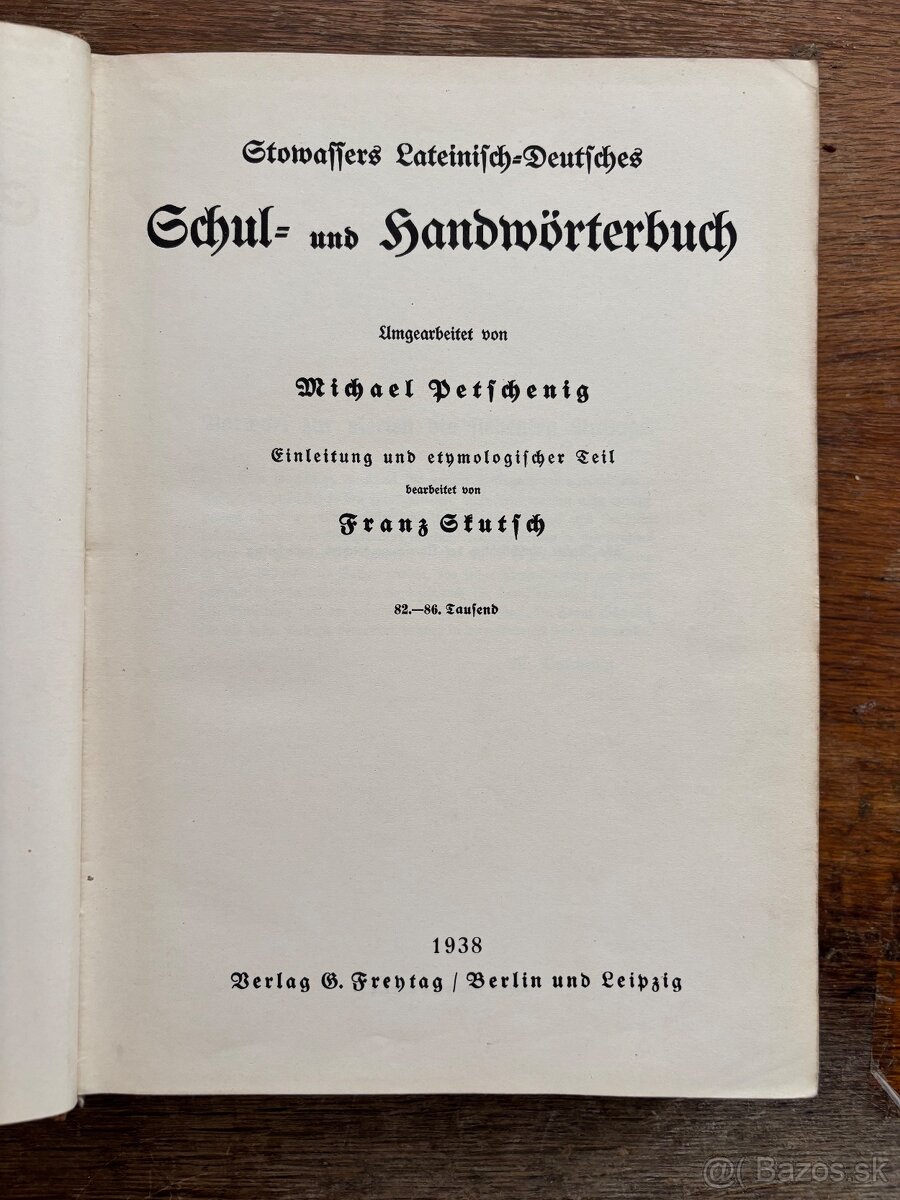 Stowaſſers Lateiniſch-Deutſches
Schul- und Handwörterbuch
Umgearbeitet von
Michael Petſchenig
Einleitung und etymologiſcher Teil
bearbeitet von
Franz Skutſch
82.—86. Tauſend
1938
Verlag G. Freytag / Berlin und Leipzig
@( Bazos.sk